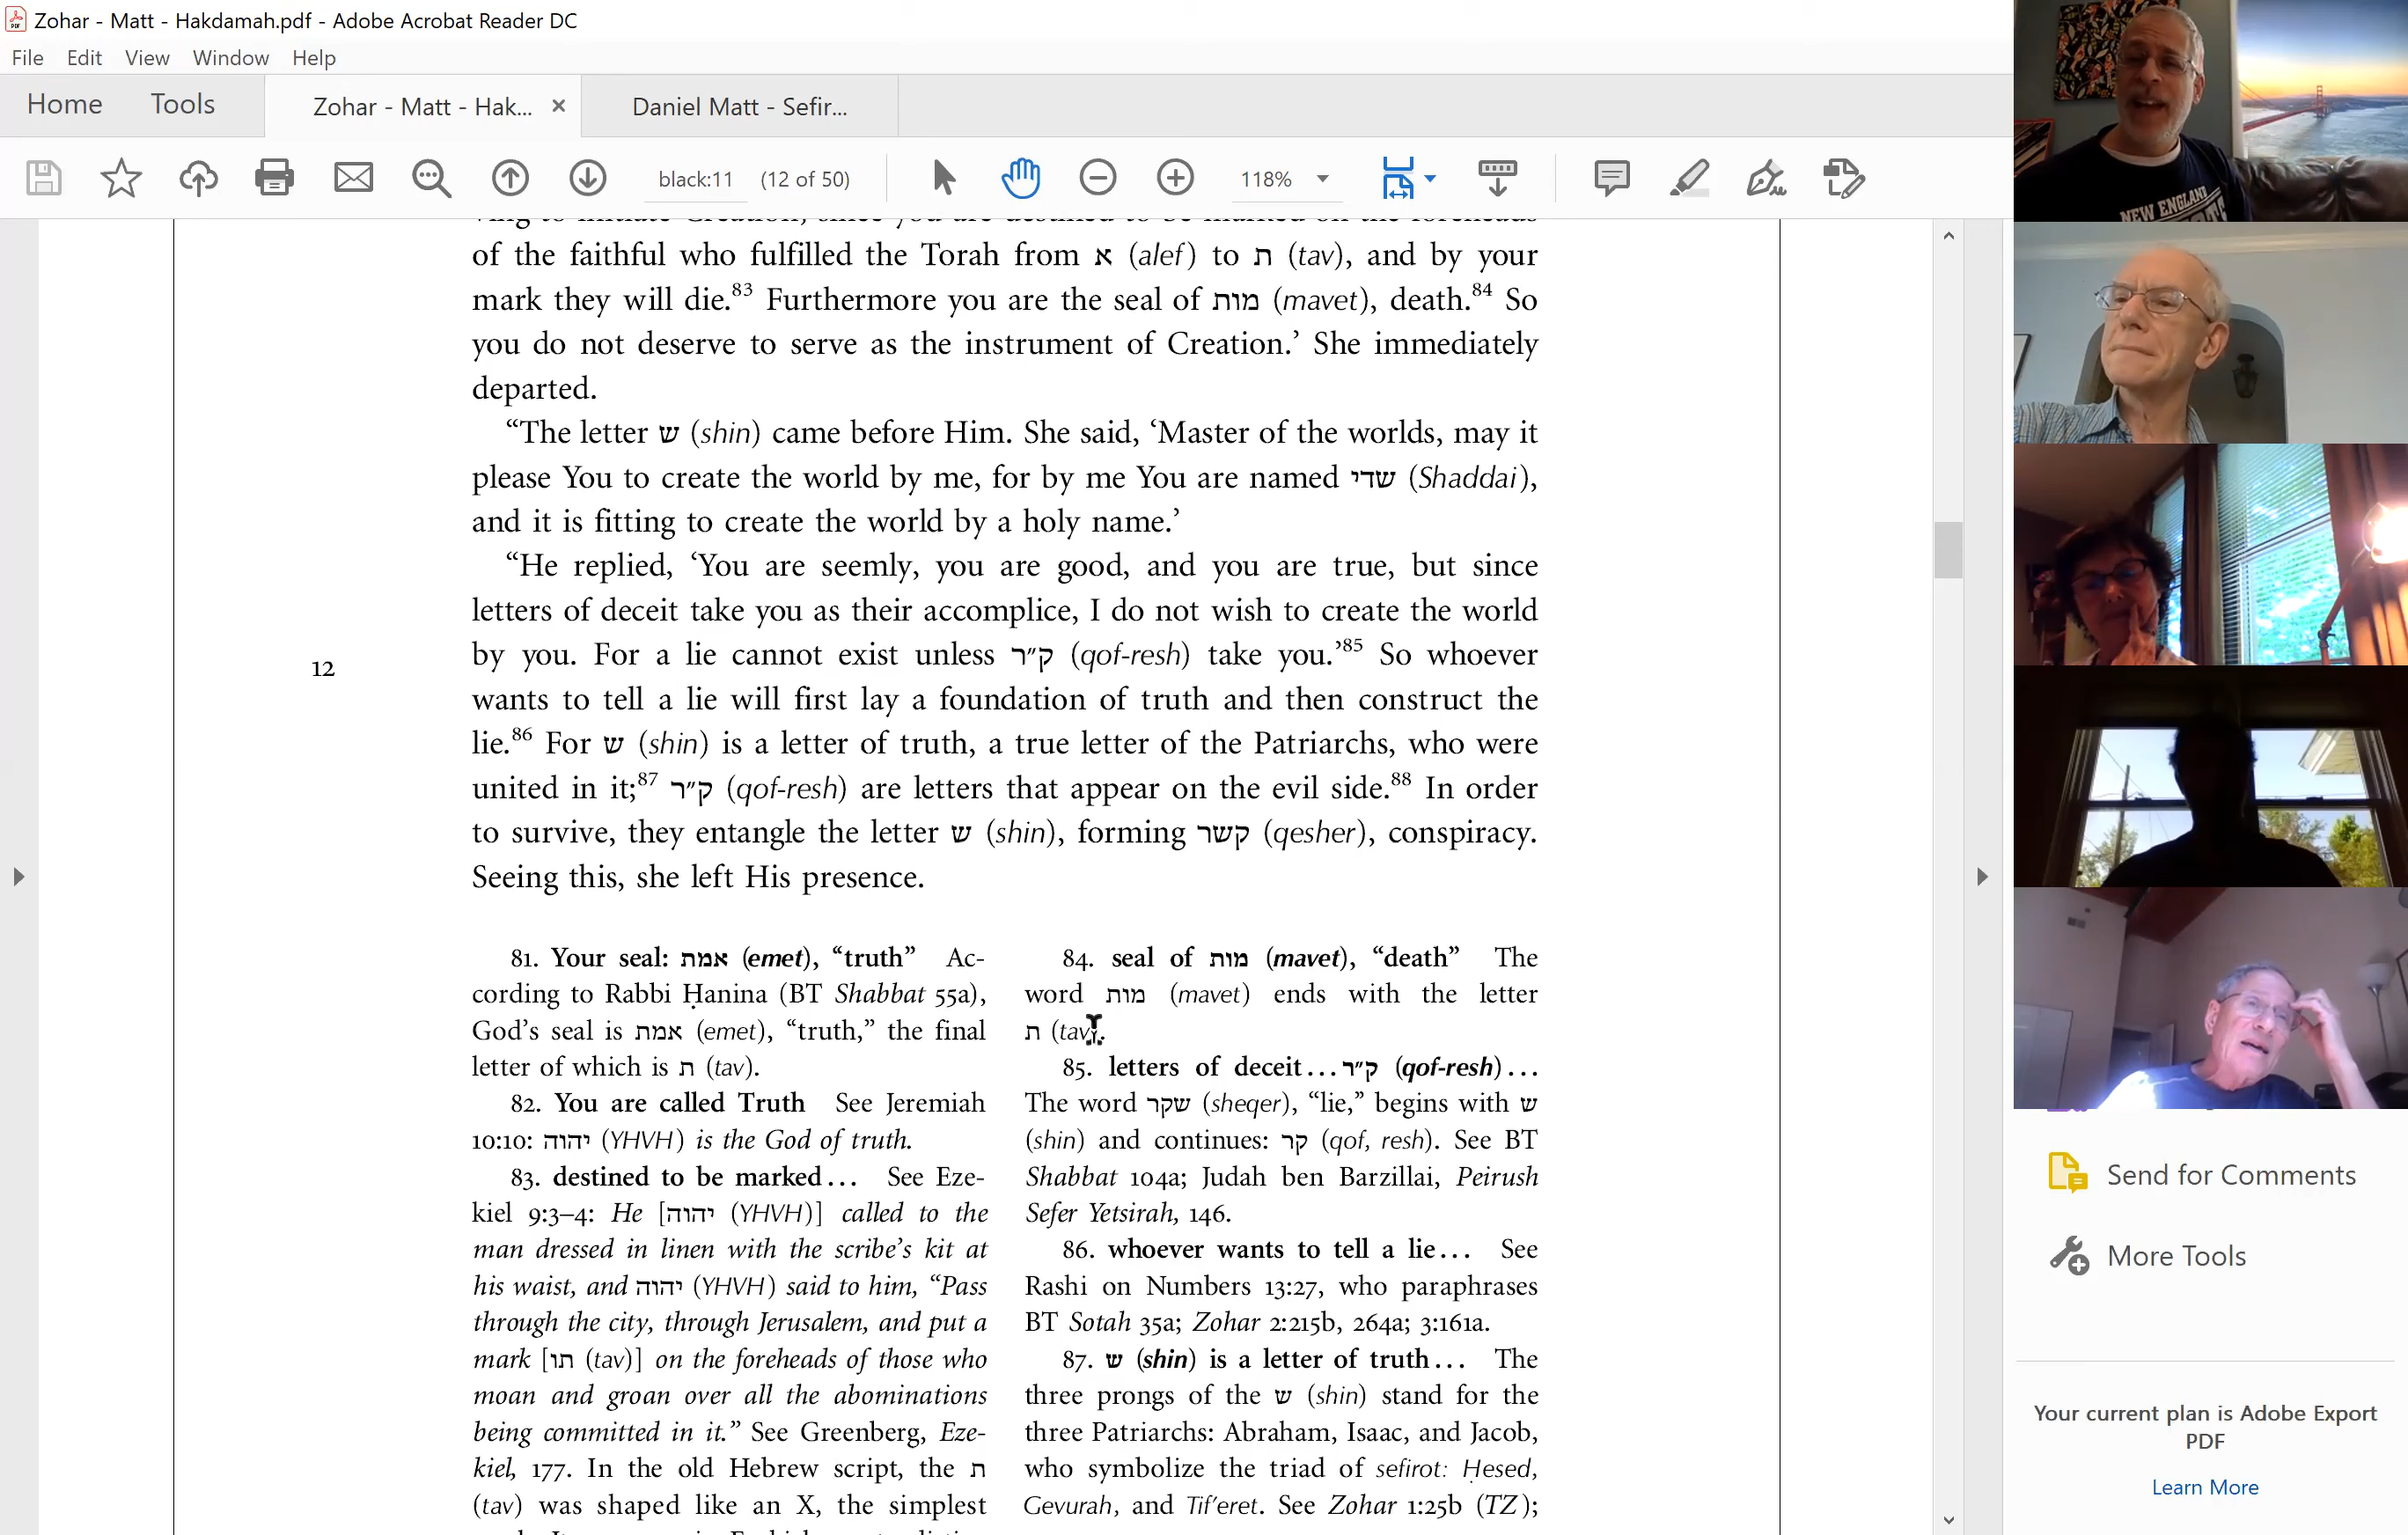 Zohar - Matt - Hakdamah.pdf - Adobe Acrobat Reader DC
File Edit View Window Help
Home Tools Zohar - Matt - Hak... × Daniel Matt - Sefir...
black:11 (12 of 50) 118%
ving to initiate Creation, since you are destined to be marked on the foreheads
of the faithful who fulfilled the Torah from א (alef) to ת (tav), and by your
mark they will die.83 Furthermore you are the seal of מות (mavet), death.84 So
you do not deserve to serve as the instrument of Creation.’ She immediately
departed.
“The letter ש (shin) came before Him. She said, ‘Master of the worlds, may it
please You to create the world by me, for by me You are named שדי (Shaddai),
and it is fitting to create the world by a holy name.’
“He replied, ‘You are seemly, you are good, and you are true, but since
letters of deceit take you as their accomplice, I do not wish to create the world
by you. For a lie cannot exist unless ק״ר (qof-resh) take you.’85 So whoever
12
wants to tell a lie will first lay a foundation of truth and then construct the
lie.86 For ש (shin) is a letter of truth, a true letter of the Patriarchs, who were
united in it;87 ק״ר (qof-resh) are letters that appear on the evil side.88 In order
to survive, they entangle the letter ש (shin), forming קשר (qesher), conspiracy.
Seeing this, she left His presence.
81. Your seal: אמת (emet), “truth” Ac-
cording to Rabbi Ḥanina (BT Shabbat 55a),
God’s seal is אמת (emet), “truth,” the final
letter of which is ת (tav).
82. You are called Truth See Jeremiah
10:10: יהוה (YHVH) is the God of truth.
83. destined to be marked... See Eze-
kiel 9:3–4: He [יהוה (YHVH)] called to the
man dressed in linen with the scribe’s kit at
his waist, and יהוה (YHVH) said to him, “Pass
through the city, through Jerusalem, and put a
mark [תו (tav)] on the foreheads of those who
moan and groan over all the abominations
being committed in it.” See Greenberg, Eze-
kiel, 177. In the old Hebrew script, the ת
(tav) was shaped like an X, the simplest
84. seal of מות (mavet), “death” The
word מות (mavet) ends with the letter
ת (tav).
85. letters of deceit...ק״ר (qof-resh)...
The word שקר (sheqer), “lie,” begins with ש
(shin) and continues: קר (qof, resh). See BT
Shabbat 104a; Judah ben Barzillai, Peirush
Sefer Yetsirah, 146.
86. whoever wants to tell a lie... See
Rashi on Numbers 13:27, who paraphrases
BT Sotah 35a; Zohar 2:215b, 264a; 3:161a.
87. ש (shin) is a letter of truth... The
three prongs of the ש (shin) stand for the
three Patriarchs: Abraham, Isaac, and Jacob,
who symbolize the triad of sefirot: Ḥesed,
Gevurah, and Tif’eret. See Zohar 1:25b (TZ);
NEW ENGLAND
Send for Comments
More Tools
Your current plan is Adobe Export
PDF
Learn More